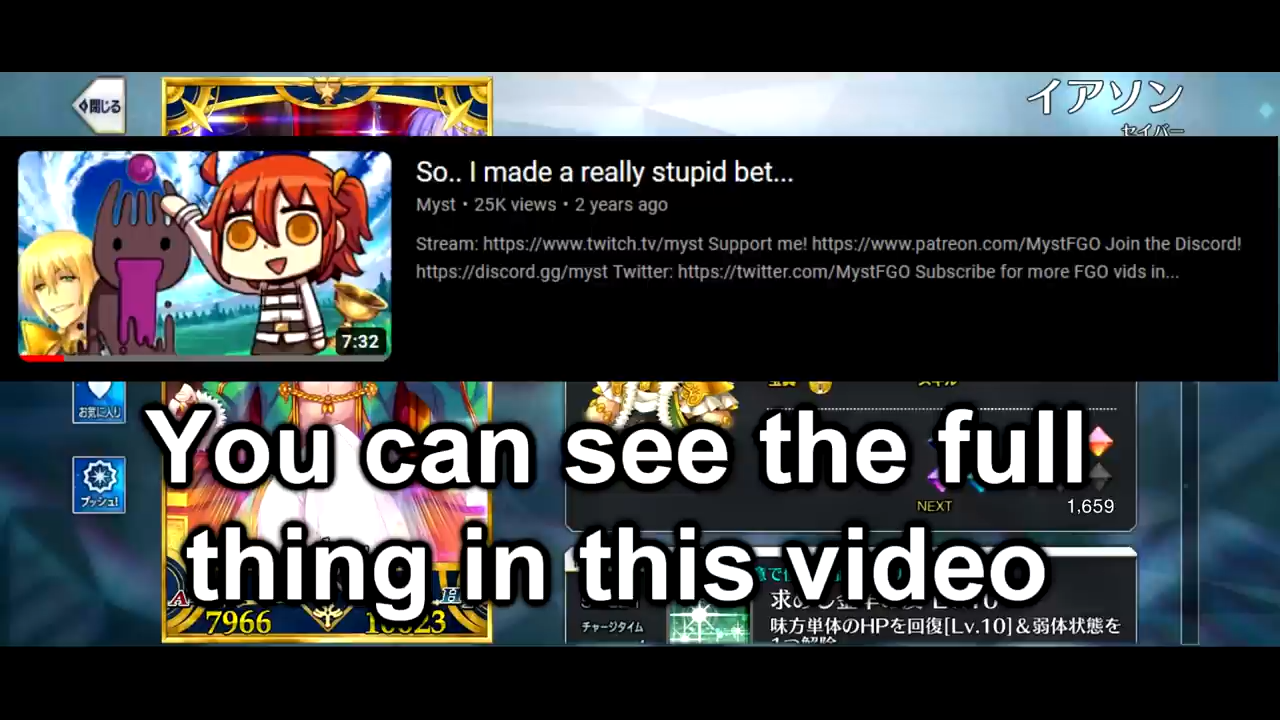 閉じる
イアソン
セイバー
So.. I made a really stupid bet...
Myst • 25K views • 2 years ago
Stream: https://www.twitch.tv/myst Support me! https://www.patreon.com/MystFGO Join the Discord!
https://discord.gg/myst Twitter: https://twitter.com/MystFGO Subscribe for more FGO vids in...
7:32
お気に入り
You can see the full
NEXT
1,659
プッシュ!
thing in this video
7966
チャージタイム
味方単体のHPを回復[Lv.10]&弱体状態を